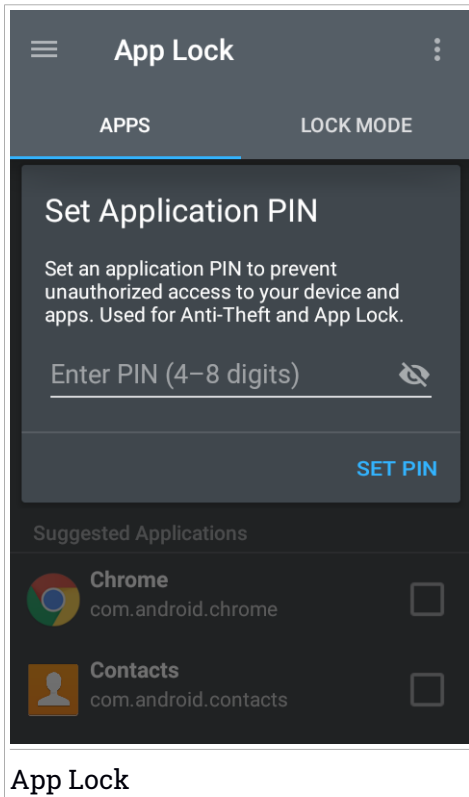 App Lock
APPS
LOCK MODE
Set Application PIN
Set an application PIN to prevent
unauthorized access to your device and
apps. Used for Anti-Theft and App Lock.
Enter PIN (4–8 digits)
SET PIN
Suggested Applications
Chrome
com.android.chrome
Contacts
com.android.contacts
App Lock